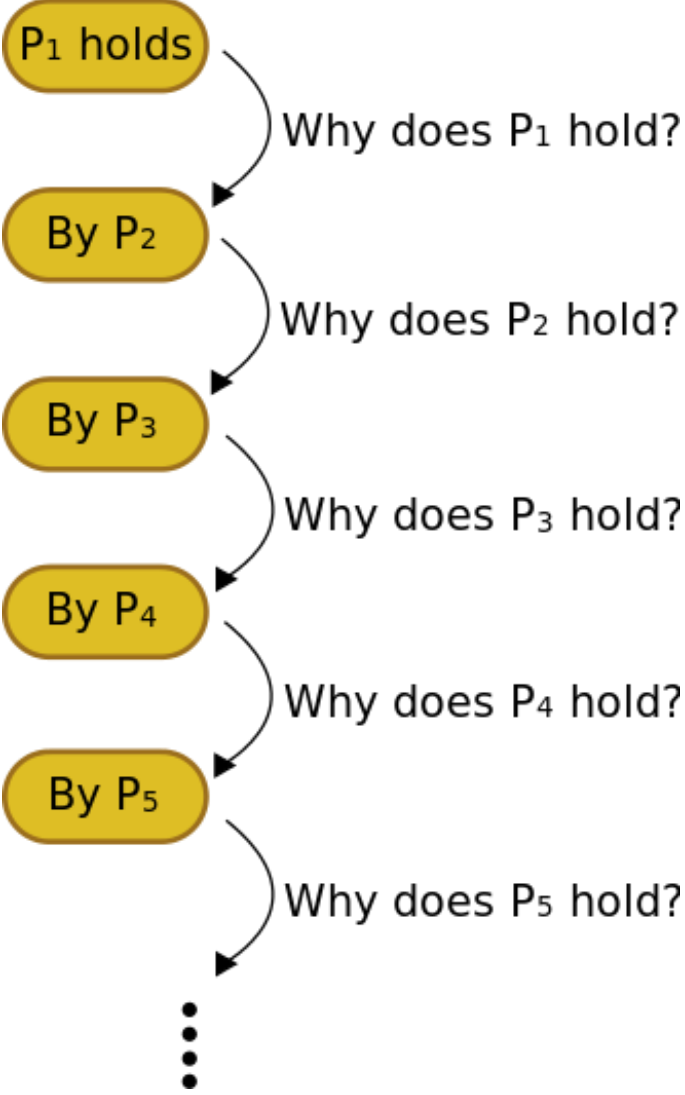 P₁ holds
Why does P₁ hold?
By P₂
Why does P₂ hold?
By P₃
Why does P₃ hold?
By P₄
Why does P₄ hold?
By P₅
Why does P₅ hold?